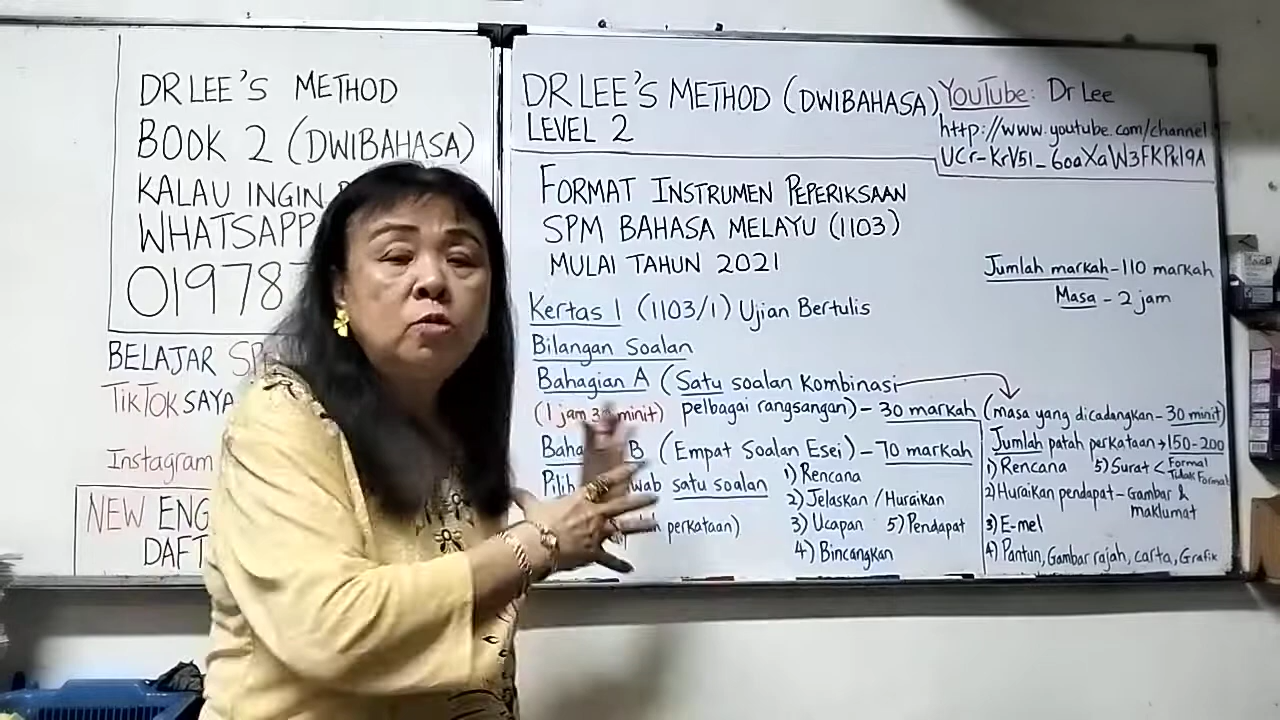 DR LEE'S METHOD
BOOK 2 (DWIBAHASA)
KALAU INGIN
WHATSAPP
01978
BELAJAR
TikTok SAYA
Instagram
NEW ENG
DAFT
DR LEE'S METHOD (DWIBAHASA)
LEVEL 2
YouTube: Dr Lee
http://www.youtube.com/channel
UCr-KrV51_6oaXaW3FKPkl9A
FORMAT INSTRUMEN PEPERIKSAAN
SPM BAHASA MELAYU (1103)
MULAI TAHUN 2021
Jumlah markah-110 markah
Masa - 2 jam
Kertas 1 (1103/1) Ujian Bertulis
Bilangan Soalan
Bahagian A (Satu soalan Kombinasi
(1 jam 30 minit) pelbagai rangsangan) - 30 markah
B (Empat Soalan Esei) - 70 markah
Pilih satu soalan
perkataan)
1) Rencana
2) Jelaskan / Huraikan
3) Ucapan 5) Pendapat
4) Bincangkan
(masa yang dicadangkan - 30 minit)
Jumlah patah perkataan → 150-200
1) Rencana 5) Surat < Formal
Tidak Formal
2) Huraikan pendapat - Gambar &
maklumat
3) E-mel
4) Pantun, Gambar rajah, carta, Grafik